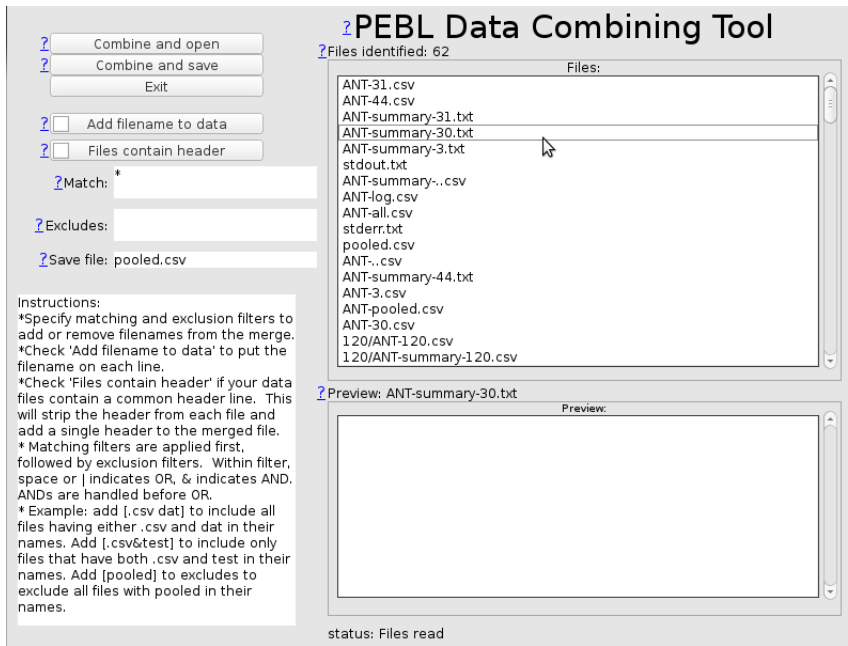 ? PEBL Data Combining Tool
? Combine and open
? Combine and save
Exit
? Add filename to data
? Files contain header
?Match: *
?Excludes:
?Save file: pooled.csv
Instructions:
*Specify matching and exclusion filters to
add or remove filenames from the merge.
*Check 'Add filename to data' to put the
filename on each line.
*Check 'Files contain header' if your data
files contain a common header line.  This
will strip the header from each file and
add a single header to the merged file.
* Matching filters are applied first,
followed by exclusion filters.  Within filter,
space or | indicates OR, & indicates AND.
ANDs are handled before OR.
* Example: add [.csv dat] to include all
files having either .csv and dat in their
names. Add [.csv&test] to include only
files that have both .csv and test in their
names. Add [pooled] to excludes to
exclude all files with pooled in their
names.
?Files identified: 62
Files:
ANT-31.csv
ANT-44.csv
ANT-summary-31.txt
ANT-summary-30.txt
ANT-summary-3.txt
stdout.txt
ANT-summary-..csv
ANT-log.csv
ANT-all.csv
stderr.txt
pooled.csv
ANT-..csv
ANT-summary-44.txt
ANT-3.csv
ANT-pooled.csv
ANT-30.csv
120/ANT-120.csv
120/ANT-summary-120.csv
?Preview: ANT-summary-30.txt
Preview:
status: Files read